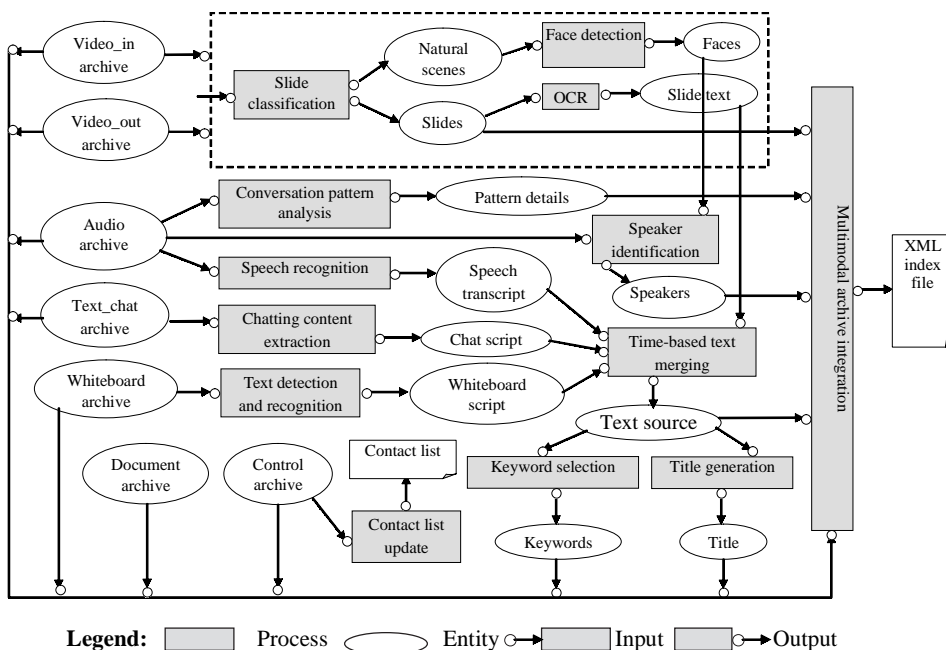 Video_in
archive
Slide
classification
Natural
scenes
Face detection
Faces
OCR
Slide text
Slides
Video_out
archive
Conversation pattern
analysis
Pattern details
Audio
archive
Speaker
identification
Speech recognition
Speech
transcript
Speakers
Text_chat
archive
Chatting content
extraction
Chat script
Time-based text
merging
Whiteboard
archive
Text detection
and recognition
Whiteboard
script
Text source
Document
archive
Control
archive
Contact list
Keyword selection
Title generation
Contact list
update
Keywords
Title
Multimodal archive integration
XML
index
file
Legend: Process Entity Input Output